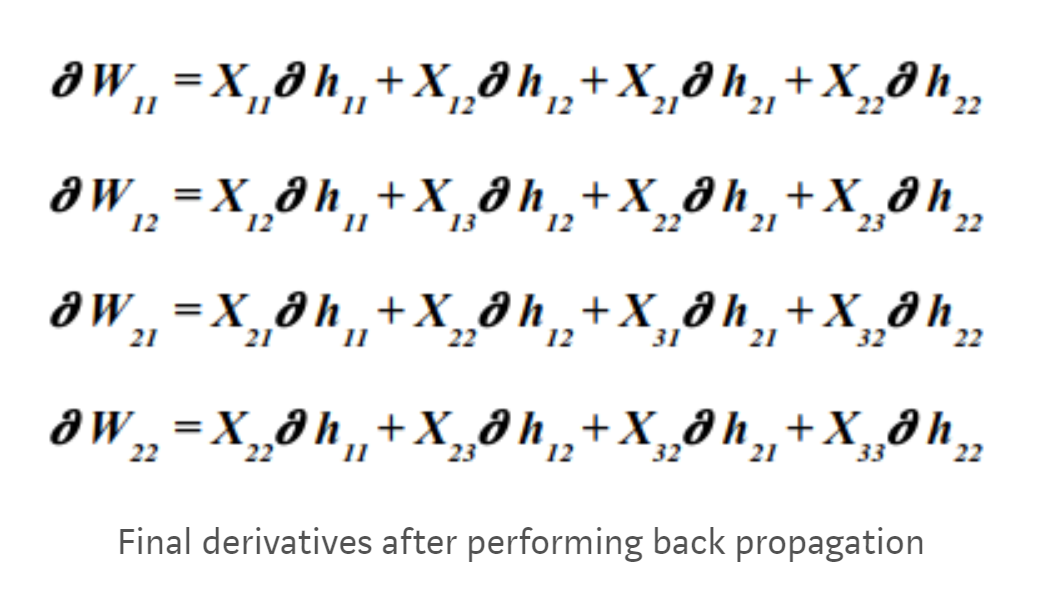 ∂W₁₁ = X₁₁∂h₁₁ + X₁₂∂h₁₂ + X₂₁∂h₂₁ + X₂₂∂h₂₂
∂W₁₂ = X₁₂∂h₁₁ + X₁₃∂h₁₂ + X₂₂∂h₂₁ + X₂₃∂h₂₂
∂W₂₁ = X₂₁∂h₁₁ + X₂₂∂h₁₂ + X₃₁∂h₂₁ + X₃₂∂h₂₂
∂W₂₂ = X₂₂∂h₁₁ + X₂₃∂h₁₂ + X₃₂∂h₂₁ + X₃₃∂h₂₂
Final derivatives after performing back propagation